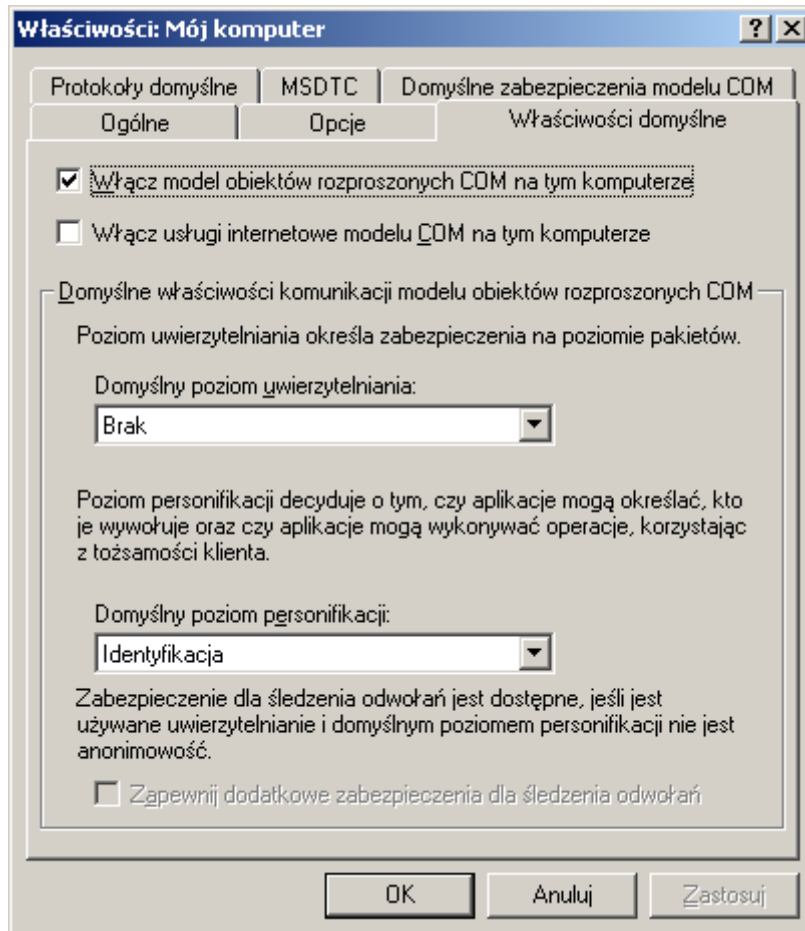 Właściwości: Mój komputer
Protokoły domyślne
MSDTC
Domyślne zabezpieczenia modelu COM
Ogólne
Opcje
Właściwości domyślne
Włącz model obiektów rozproszonych COM na tym komputerze
Włącz usługi internetowe modelu COM na tym komputerze
Domyślne właściwości komunikacji modelu obiektów rozproszonych COM
Poziom uwierzytelniania określa zabezpieczenia na poziomie pakietów.
Domyślny poziom uwierzytelniania:
Brak
Poziom personifikacji decyduje o tym, czy aplikacje mogą określać, kto
je wywołuje oraz czy aplikacje mogą wykonywać operacje, korzystając
z tożsamości klienta.
Domyślny poziom personifikacji:
Identyfikacja
Zabezpieczenie dla śledzenia odwołań jest dostępne, jeśli jest
używane uwierzytelnianie i domyślnym poziomem personifikacji nie jest
anonimowość.
Zapewnij dodatkowe zabezpieczenia dla śledzenia odwołań
OK
Anuluj
Zastosuj